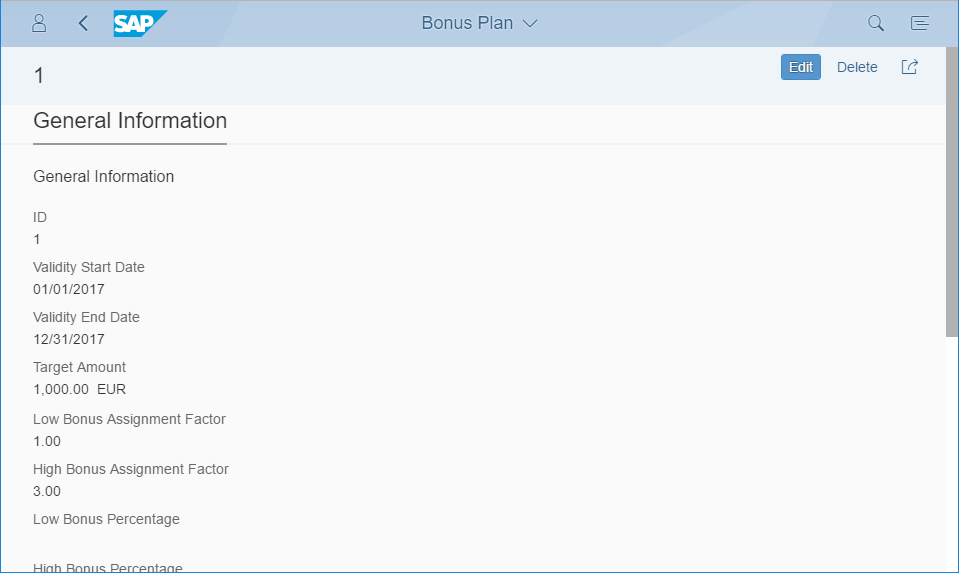 SAP
Bonus Plan
1
Edit Delete
General Information
General Information
ID
1
Validity Start Date
01/01/2017
Validity End Date
12/31/2017
Target Amount
1,000.00 EUR
Low Bonus Assignment Factor
1.00
High Bonus Assignment Factor
3.00
Low Bonus Percentage
High Bonus Percentage